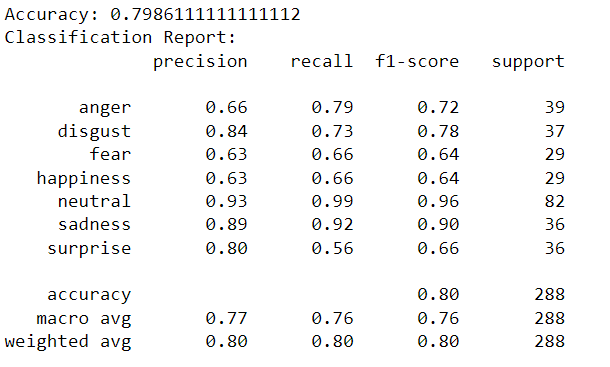 Accuracy: 0.7986111111111112
Classification Report:
precision recall f1-score support
anger 0.66 0.79 0.72 39
disgust 0.84 0.73 0.78 37
fear 0.63 0.66 0.64 29
happiness 0.63 0.66 0.64 29
neutral 0.93 0.99 0.96 82
sadness 0.89 0.92 0.90 36
surprise 0.80 0.56 0.66 36
accuracy 0.80 288
macro avg 0.77 0.76 0.76 288
weighted avg 0.80 0.80 0.80 288